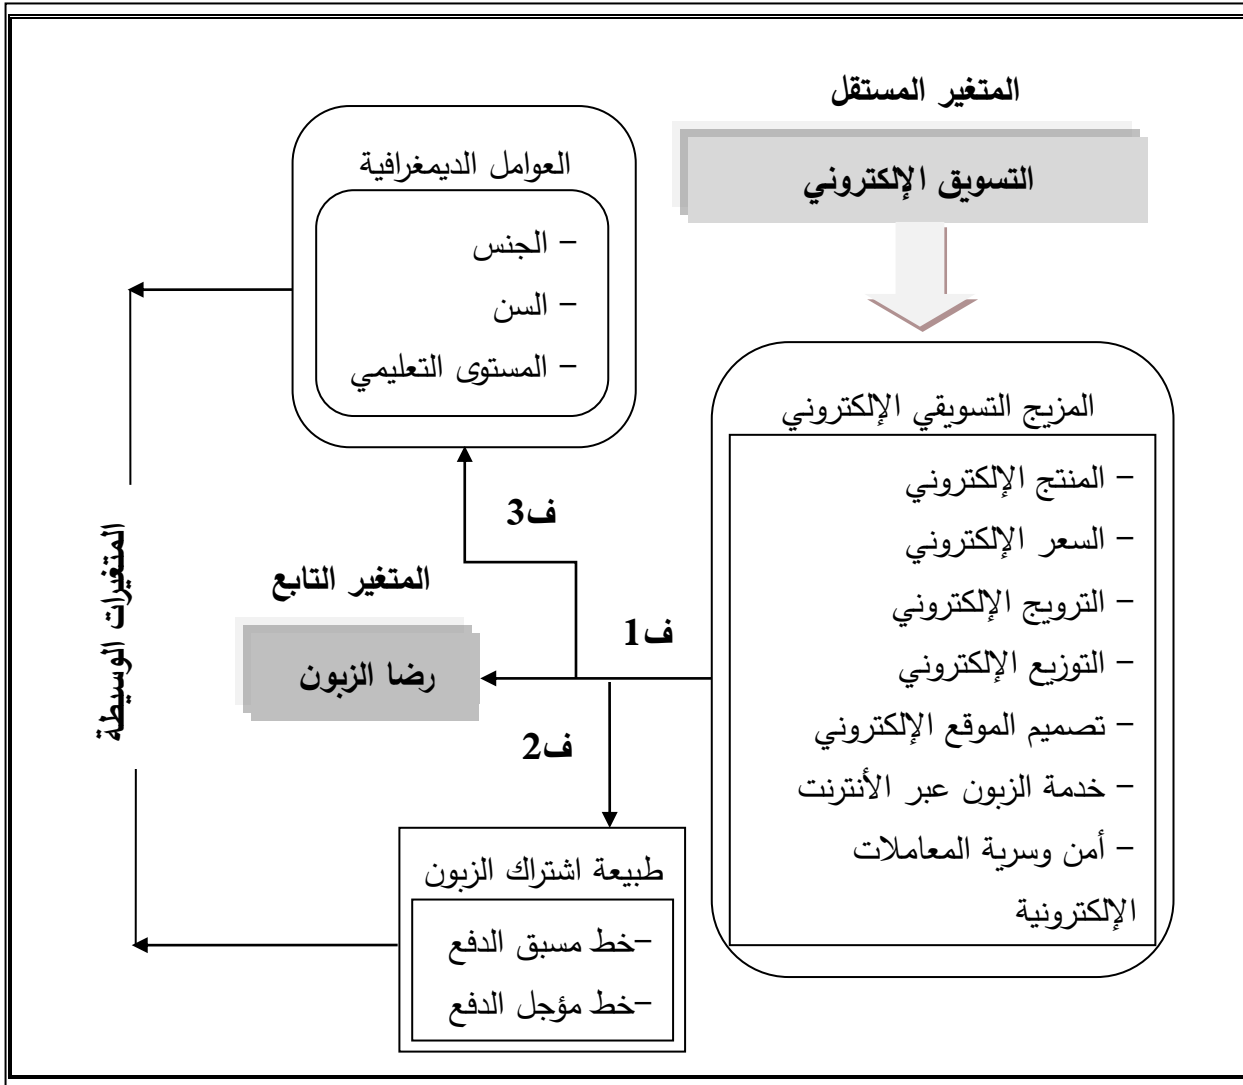 المتغير المستقل
التسويق الإلكتروني
المزيج التسويقي الإلكتروني
– المنتج الإلكتروني
– السعر الإلكتروني
– الترويج الإلكتروني
– التوزيع الإلكتروني
– تصميم الموقع الإلكتروني
– خدمة الزبون عبر الأنترنت
– أمن وسرية المعاملات
الإلكترونية
العوامل الديمغرافية
– الجنس
– السن
– المستوى التعليمي
ف3
ف1
ف2
المتغير التابع
رضا الزبون
طبيعة اشتراك الزبون
–خط مسبق الدفع
–خط مؤجل الدفع
المتغيرات الوسيطة